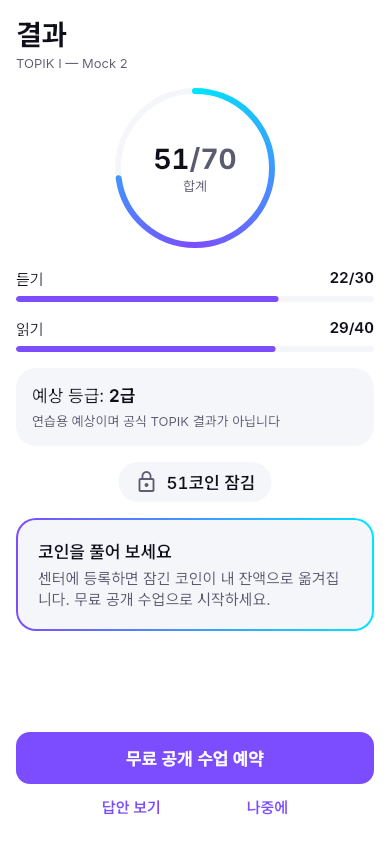 결과
TOPIK I — Mock 2
51/70
합계
듣기 22/30
읽기 29/40
예상 등급: 2급
연습용 예상이며 공식 TOPIK 결과가 아닙니다
51코인 잠김
코인을 풀어 보세요
센터에 등록하면 잠긴 코인이 내 잔액으로 옮겨집
니다. 무료 공개 수업으로 시작하세요.
무료 공개 수업 예약
답안 보기 나중에